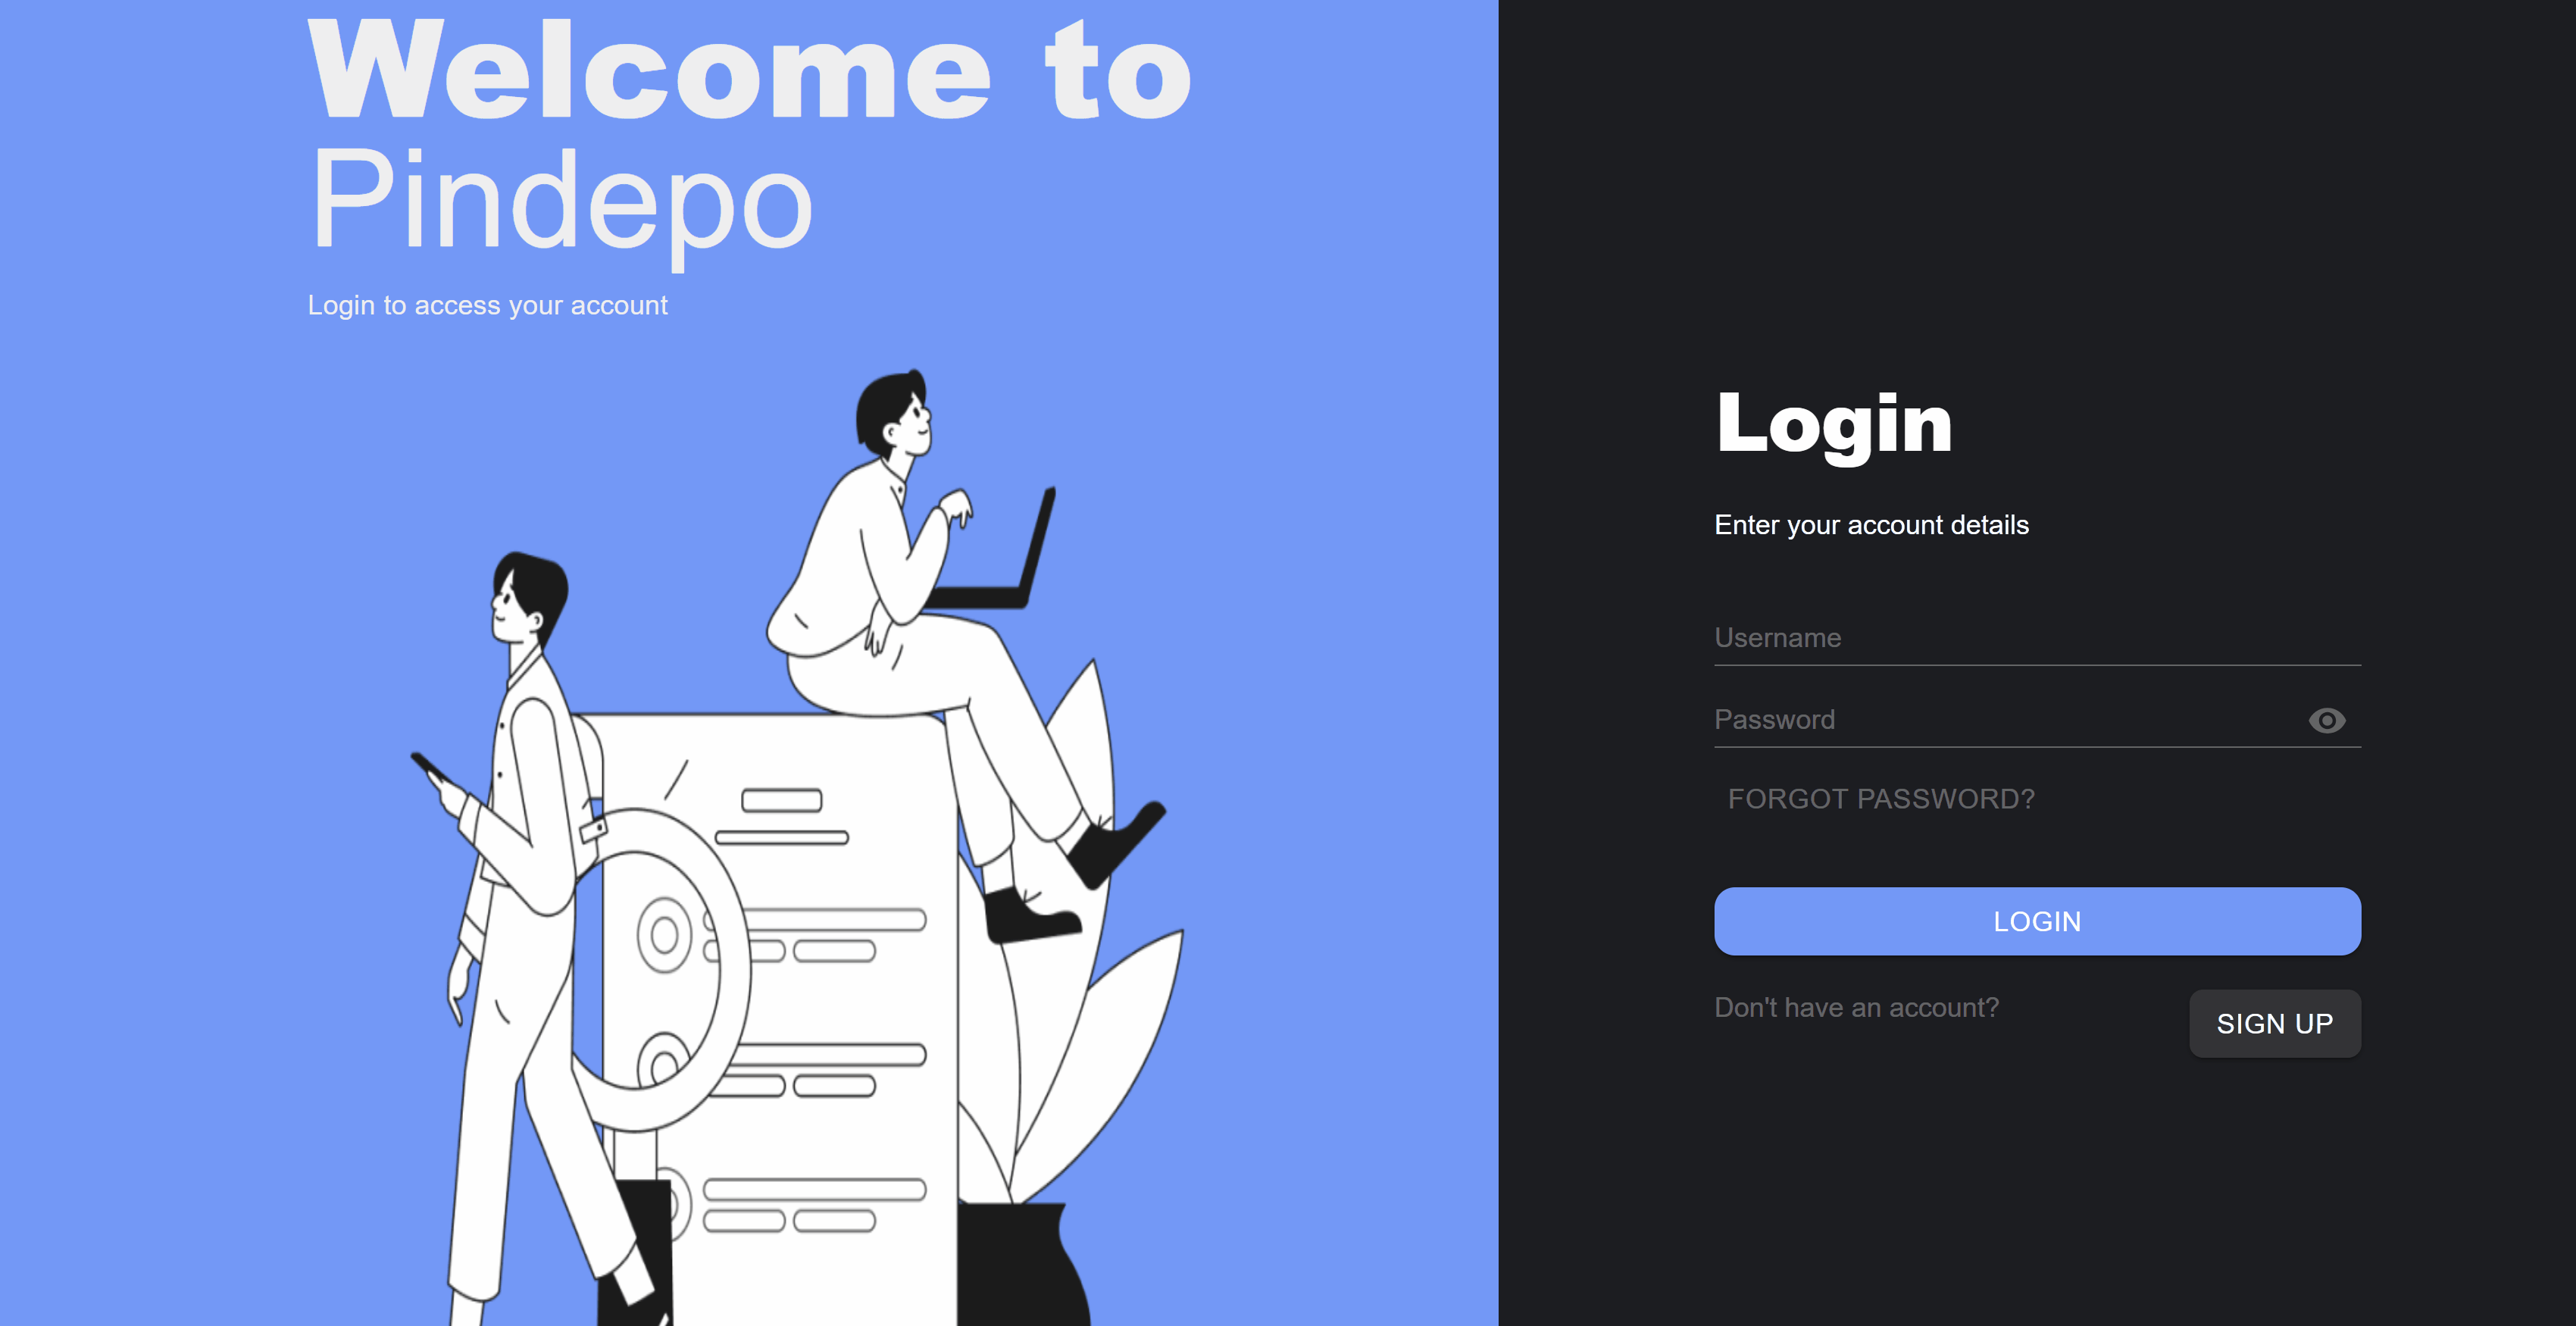 Welcome to
Pindepo
Login to access your account
Login
Enter your account details
Username
Password
FORGOT PASSWORD?
LOGIN
Don't have an account?
SIGN UP